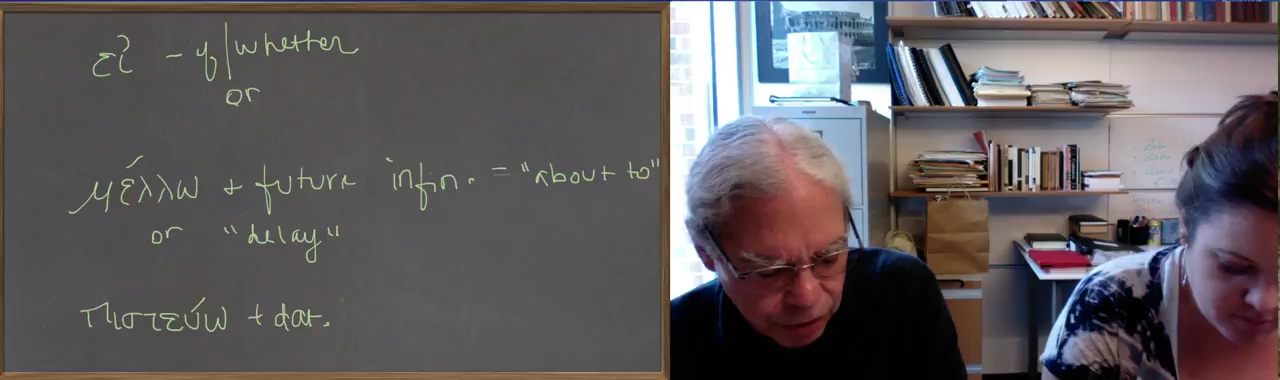 εἰ - if/whether
or
μέλλω + future infin. = "about to"
or "delay"
πιστεύω + dat.